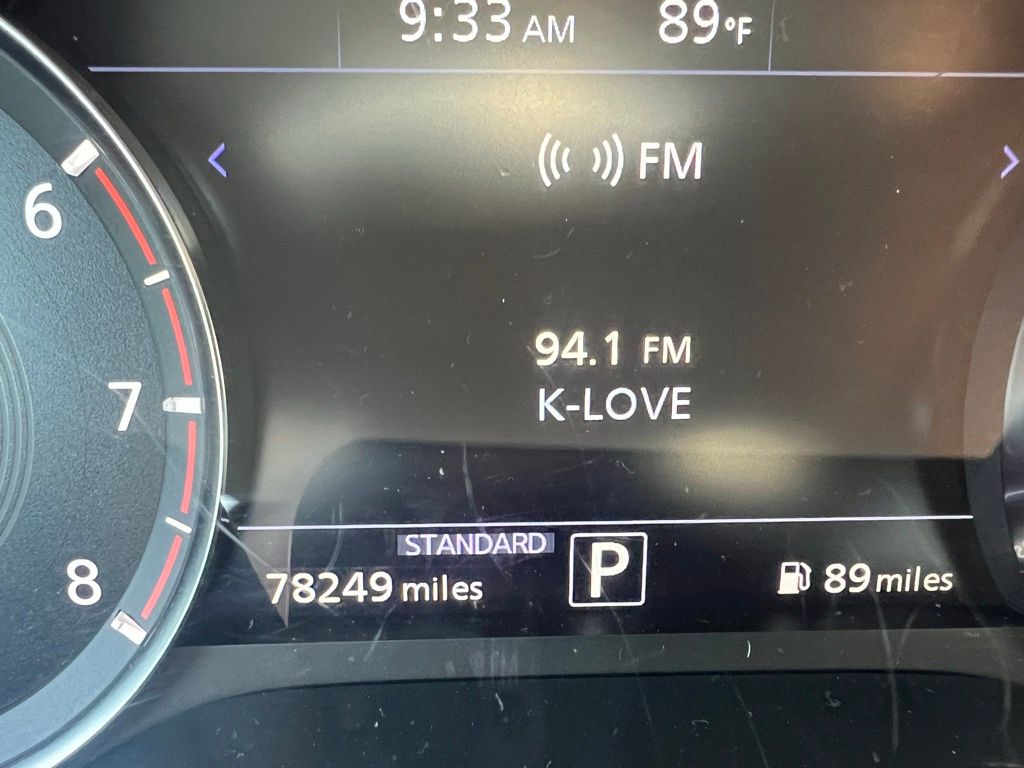 9:33 AM 89°F
FM
6
94.1 FM
7
K-LOVE
STANDARD
P
8
78249 miles
89 miles